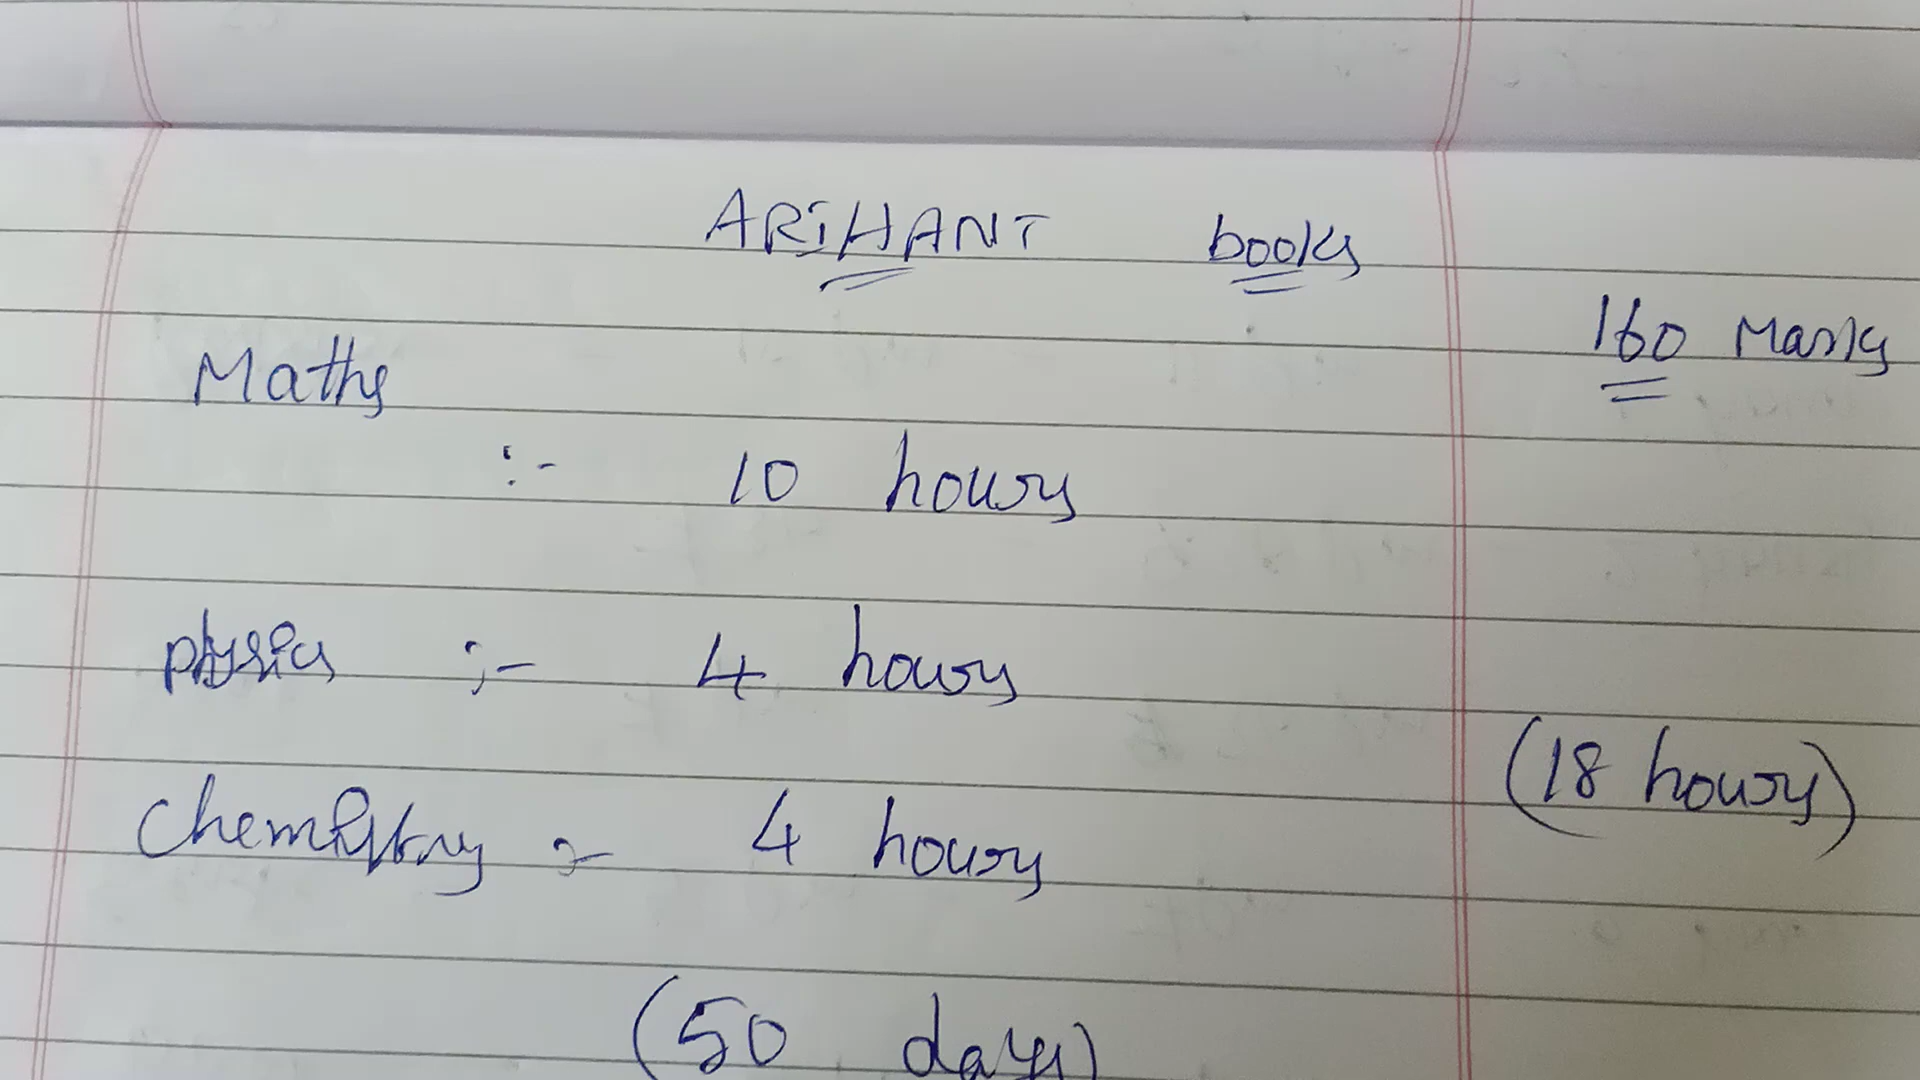 ARiHANT books
160 Marks
Maths
:- 10 hours
physics :- 4 hours
(18 hours)
Chemistry :- 4 hours
(50 days)